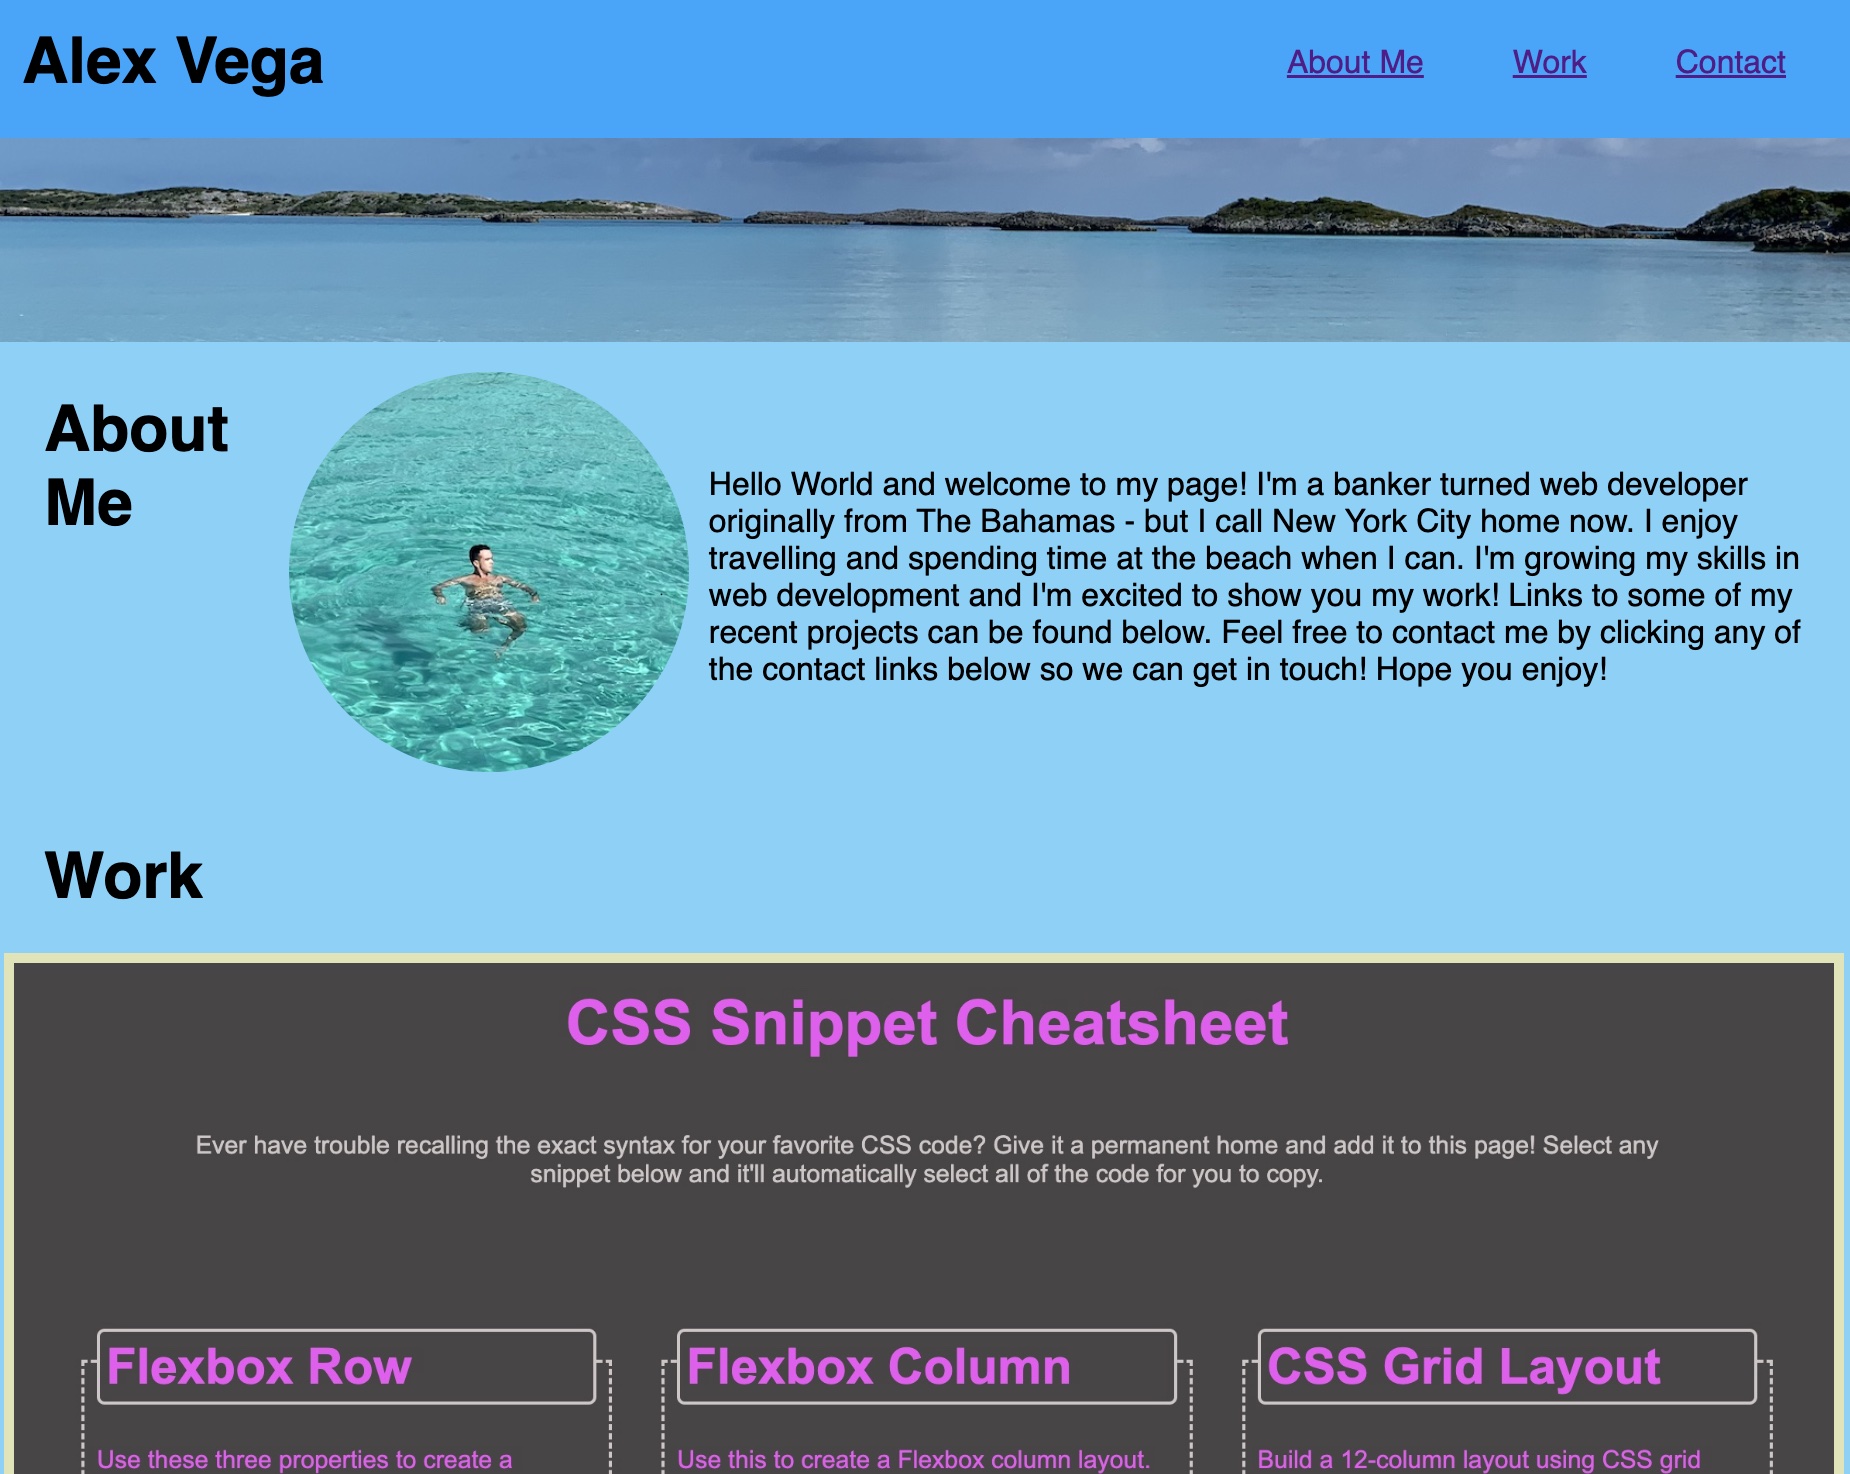 Alex Vega
About Me
Work
Contact
About
Me
Hello World and welcome to my page! I'm a banker turned web developer
originally from The Bahamas - but I call New York City home now. I enjoy
travelling and spending time at the beach when I can. I'm growing my skills in
web development and I'm excited to show you my work! Links to some of my
recent projects can be found below. Feel free to contact me by clicking any of
the contact links below so we can get in touch! Hope you enjoy!
Work
CSS Snippet Cheatsheet
Ever have trouble recalling the exact syntax for your favorite CSS code? Give it a permanent home and add it to this page! Select any
snippet below and it'll automatically select all of the code for you to copy.
Flexbox Row
Use these three properties to create a
Flexbox Column
Use this to create a Flexbox column layout.
CSS Grid Layout
Build a 12-column layout using CSS grid